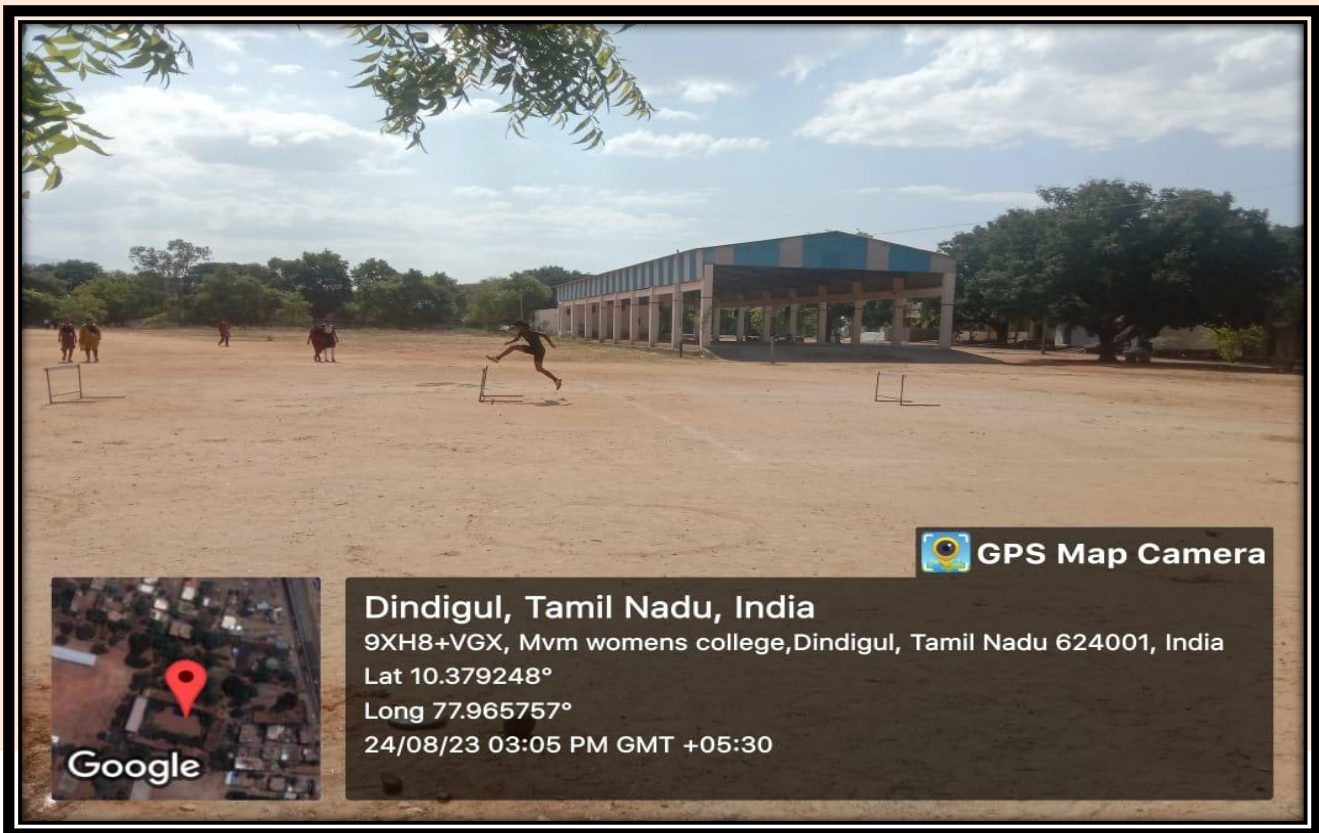 GPS Map Camera
Dindigul, Tamil Nadu, India
9XH8+VGX, Mvm womens college,Dindigul, Tamil Nadu 624001, India
Lat 10.379248°
Long 77.965757°
24/08/23 03:05 PM GMT +05:30
Google